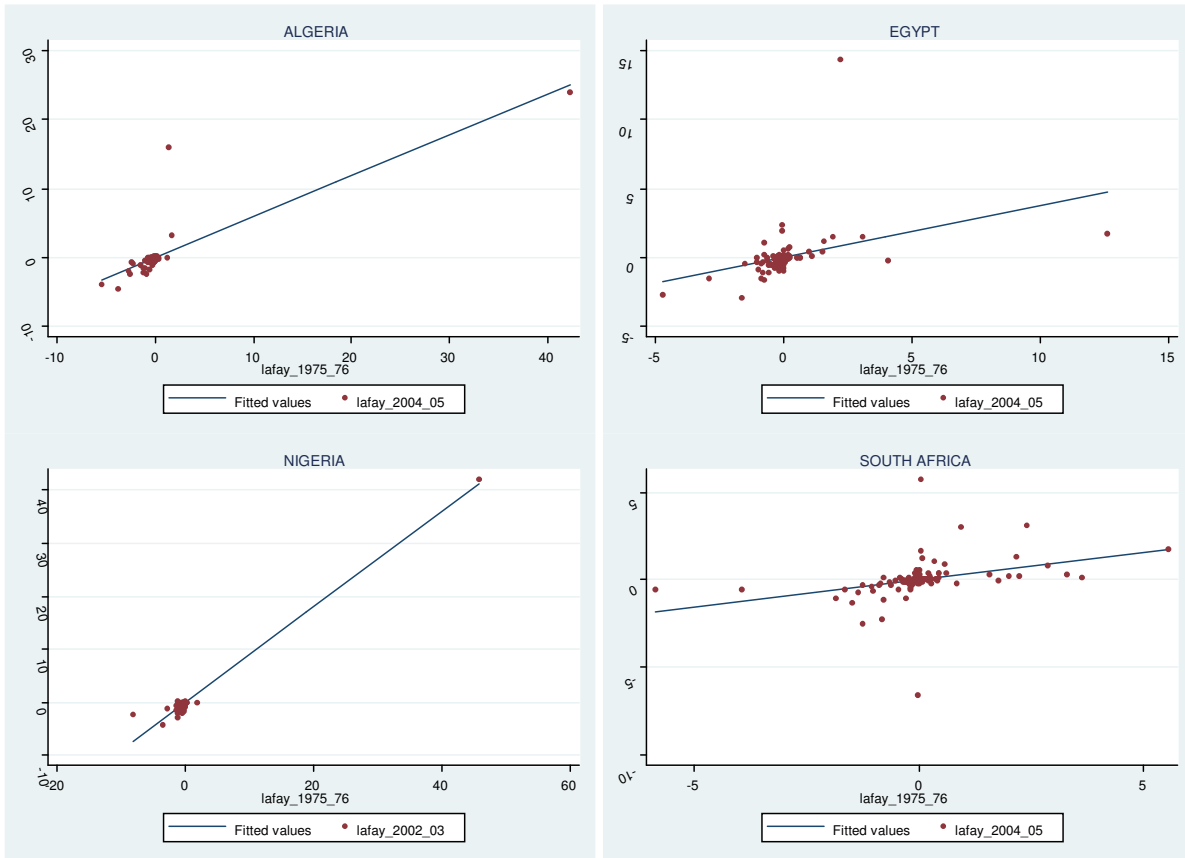 ALGERIA
30
20
10
0
-10
-10 0 10 20 30 40
lafay_1975_76
Fitted values lafay_2004_05
EGYPT
15
10
5
0
-5
-5 0 5 10 15
lafay_1975_76
Fitted values lafay_2004_05
NIGERIA
40
30
20
10
0
-10
-20 0 20 40 60
lafay_1975_76
Fitted values lafay_2002_03
SOUTH AFRICA
5
0
-5
-10
-5 0 5
lafay_1975_76
Fitted values lafay_2004_05